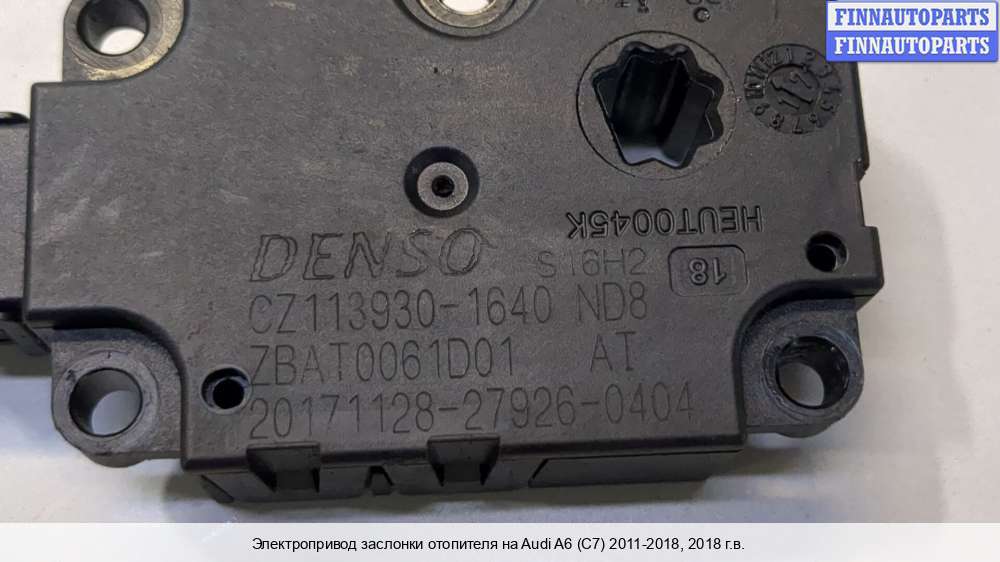 FINNAUTOPARTS
FINNAUTOPARTS
HEUT0045K
DENSO
S16H2
18
CZ113930-1640 ND8
ZBAT0061D01 AI
20171128-27926-0404
Электропривод заслонки отопителя на Audi A6 (C7) 2011-2018, 2018 г.в.